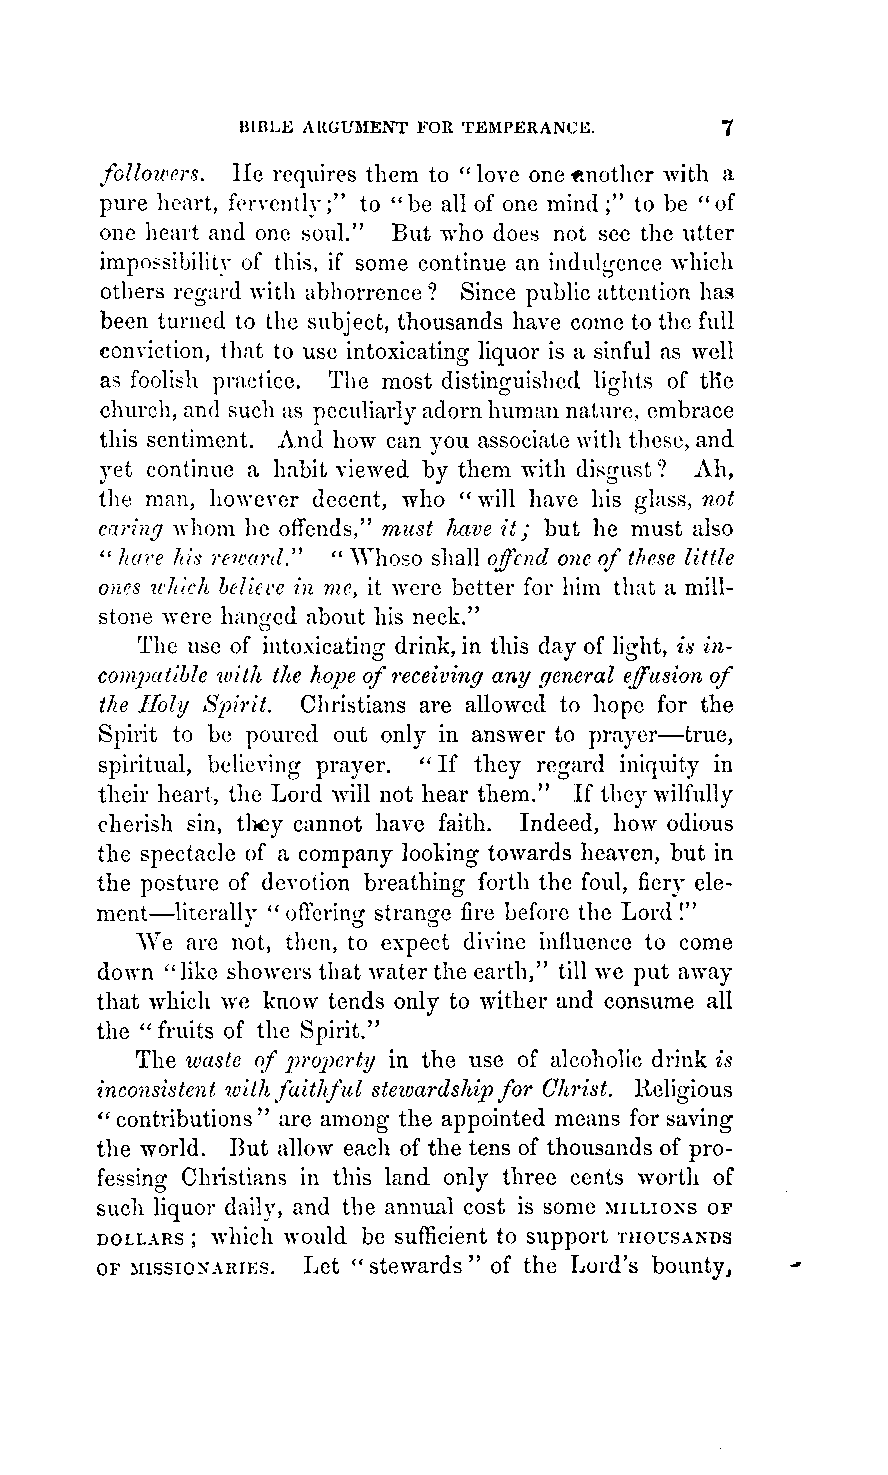 BIBLE ARGUMENT FOR TEMPERANCE. 7
followers. He requires them to "love one another with a
pure heart, fervently;" to "be all of one mind;" to be "of
one heart and one soul." But who does not see the utter
impossibility of this, if some continue an indulgence which
others regard with abhorrence? Since public attention has
been turned to the subject, thousands have come to the full
conviction, that to use intoxicating liquor is a sinful as well
as foolish practice. The most distinguished lights of the
church, and such as peculiarly adorn human nature, embrace
this sentiment. And how can you associate with these, and
yet continue a habit viewed by them with disgust? Ah,
the man, however decent, who "will have his glass, not
caring whom he offends," must have it; but he must also
"have his reward." "Whoso shall offend one of these little
ones which believe in me, it were better for him that a mill-
stone were hanged about his neck."
The use of intoxicating drink, in this day of light, is in-
compatible with the hope of receiving any general effusion of
the Holy Spirit. Christians are allowed to hope for the
Spirit to be poured out only in answer to prayer—true,
spiritual, believing prayer. "If they regard iniquity in
their heart, the Lord will not hear them." If they wilfully
cherish sin, they cannot have faith. Indeed, how odious
the spectacle of a company looking towards heaven, but in
the posture of devotion breathing forth the foul, fiery ele-
ment—literally "offering strange fire before the Lord!"
We are not, then, to expect divine influence to come
down "like showers that water the earth," till we put away
that which we know tends only to wither and consume all
the "fruits of the Spirit."
The waste of property in the use of alcoholic drink is
inconsistent with faithful stewardship for Christ. Religious
"contributions" are among the appointed means for saving
the world. But allow each of the tens of thousands of pro-
fessing Christians in this land only three cents worth of
such liquor daily, and the annual cost is some MILLIONS OF
DOLLARS; which would be sufficient to support THOUSANDS
OF MISSIONARIES. Let "stewards" of the Lord's bounty,